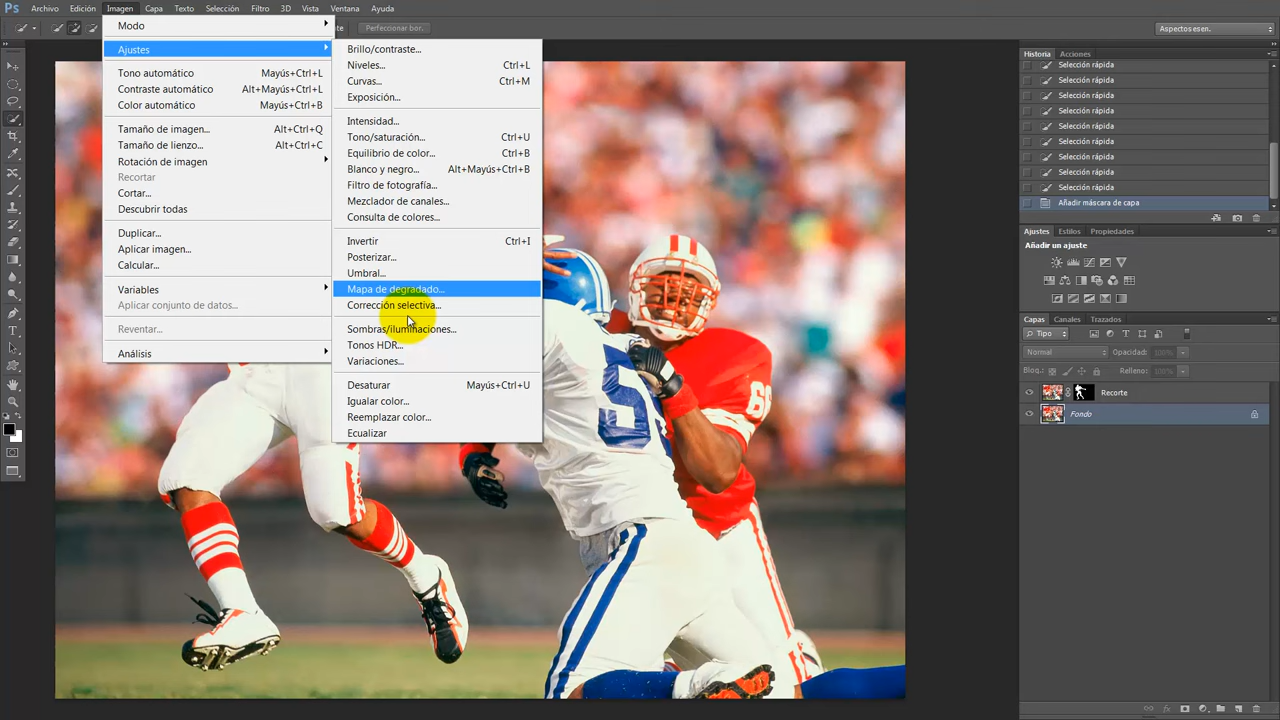 Ps Archivo Edición Imagen Capa Texto Selección Filtro 3D Vista Ventana Ayuda
Perfeccionar bor.
Aspectos esen.
Modo
Ajustes
Tono automático Mayús+Ctrl+L
Contraste automático Alt+Mayús+Ctrl+L
Color automático Mayús+Ctrl+B
Tamaño de imagen... Alt+Ctrl+Q
Tamaño de lienzo... Alt+Ctrl+C
Rotación de imagen
Recortar
Cortar...
Descubrir todas
Duplicar...
Aplicar imagen...
Calcular...
Variables
Aplicar conjunto de datos...
Reventar...
Análisis
Brillo/contraste...
Niveles... Ctrl+L
Curvas... Ctrl+M
Exposición...
Intensidad...
Tono/saturación... Ctrl+U
Equilibrio de color... Ctrl+B
Blanco y negro... Alt+Mayús+Ctrl+B
Filtro de fotografía...
Mezclador de canales...
Consulta de colores...
Invertir Ctrl+I
Posterizar...
Umbral...
Mapa de degradado...
Corrección selectiva...
Sombras/iluminaciones...
Tonos HDR...
Variaciones...
Desaturar Mayús+Ctrl+U
Igualar color...
Reemplazar color...
Ecualizar
Historia Acciones
Selección rápida
Selección rápida
Selección rápida
Selección rápida
Selección rápida
Selección rápida
Selección rápida
Selección rápida
Selección rápida
Añadir máscara de capa
Ajustes Estilos Propiedades
Añadir un ajuste
Capas Canales Trazados
Tipo
Normal Opacidad: 100%
Bloq.: Relleno: 100%
Recorte
Fondo
66